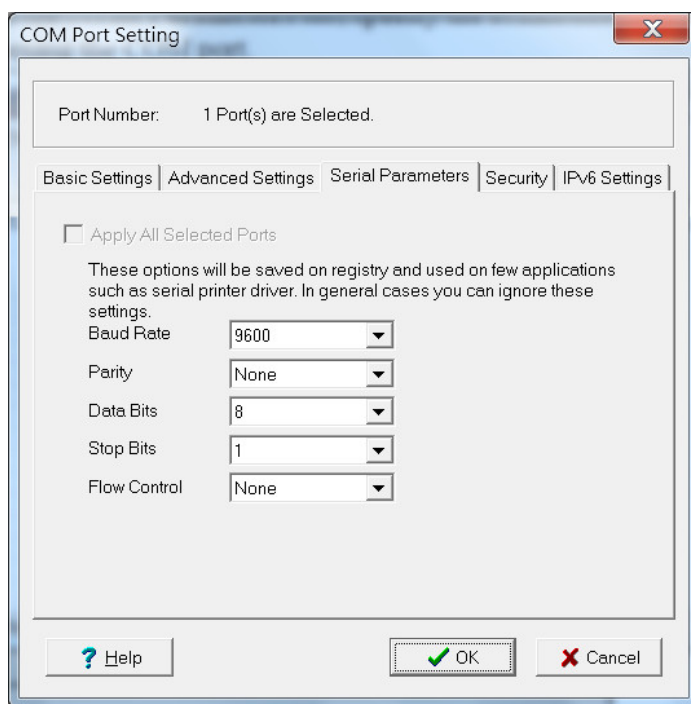 COM Port Setting
X
Port Number: 1 Port(s) are Selected.
Basic Settings Advanced Settings Serial Parameters Security IPv6 Settings
Apply All Selected Ports
These options will be saved on registry and used on few applications
such as serial printer driver. In general cases you can ignore these
settings.
Baud Rate 9600
Parity None
Data Bits 8
Stop Bits 1
Flow Control None
? Help OK Cancel